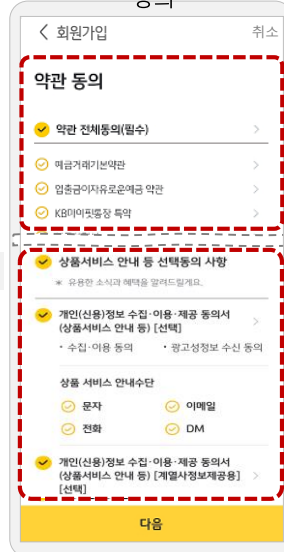 동의
회원가입
취소
약관 동의
약관 전체동의(필수)
예금거래기본약관
입출금이자유로운예금 약관
KB마이핏통장 특약
상품서비스 안내 등 선택동의 사항
* 유용한 소식과 혜택을 알려드릴게요.
개인(신용)정보 수집·이용·제공 동의서
(상품서비스 안내 등) [선택]
· 수집·이용 동의 · 광고성정보 수신 동의
상품 서비스 안내수단
문자 이메일
전화 DM
개인(신용)정보 수집·이용·제공 동의서
(상품서비스 안내 등) [계열사정보제공용]
[선택]
다음